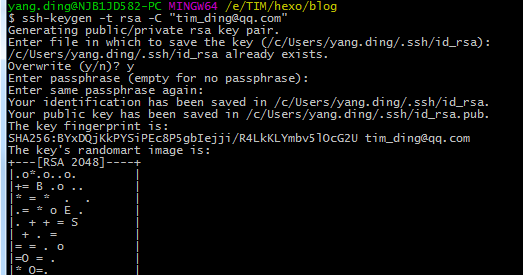 yang.ding@NJB1JD582-PC MINGW64 /e/TIM/hexo/blog
$ ssh-keygen -t rsa -C "tim_ding@qq.com"
Generating public/private rsa key pair.
Enter file in which to save the key (/c/Users/yang.ding/.ssh/id_rsa):
/c/Users/yang.ding/.ssh/id_rsa already exists.
Overwrite (y/n)? y
Enter passphrase (empty for no passphrase):
Enter same passphrase again:
Your identification has been saved in /c/Users/yang.ding/.ssh/id_rsa.
Your public key has been saved in /c/Users/yang.ding/.ssh/id_rsa.pub.
The key fingerprint is:
SHA256:BYxDQjKkPYSiPEc8P5gbIejji/R4LkKLYmbv5lOcG2U tim_ding@qq.com
The key's randomart image is:
+---[RSA 2048]----+
|.o*.o..o.        |
|+= B .o ..       |
|* = *  .  .      |
|.= * o E .       |
|. + + = S        |
| + . =           |
|= = . o          |
|=O = .           |
|* O=.            |